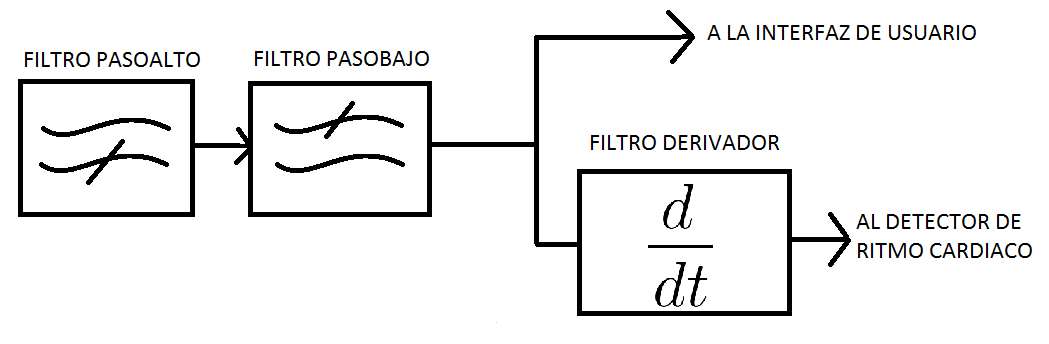 FILTRO PASOALTO
FILTRO PASOBAJO
A LA INTERFAZ DE USUARIO
FILTRO DERIVADOR
d
dt
AL DETECTOR DE
RITMO CARDIACO